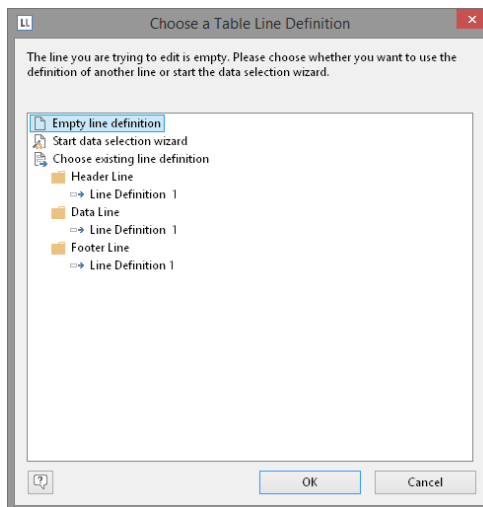 LL
Choose a Table Line Definition
The line you are trying to edit is empty. Please choose whether you want to use the
definition of another line or start the data selection wizard.
Empty line definition
Start data selection wizard
Choose existing line definition
Header Line
Line Definition 1
Data Line
Line Definition 1
Footer Line
Line Definition 1
?
OK
Cancel